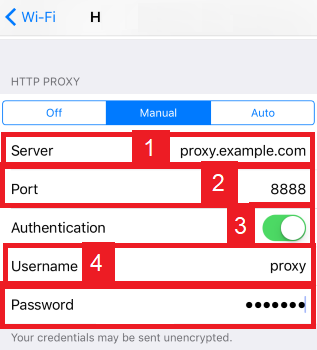 Wi-Fi H
HTTP PROXY
Off Manual Auto
Server 1 proxy.example.com
Port 2 8888
Authentication 3
Username 4 proxy
Password •••••••
Your credentials may be sent unencrypted.